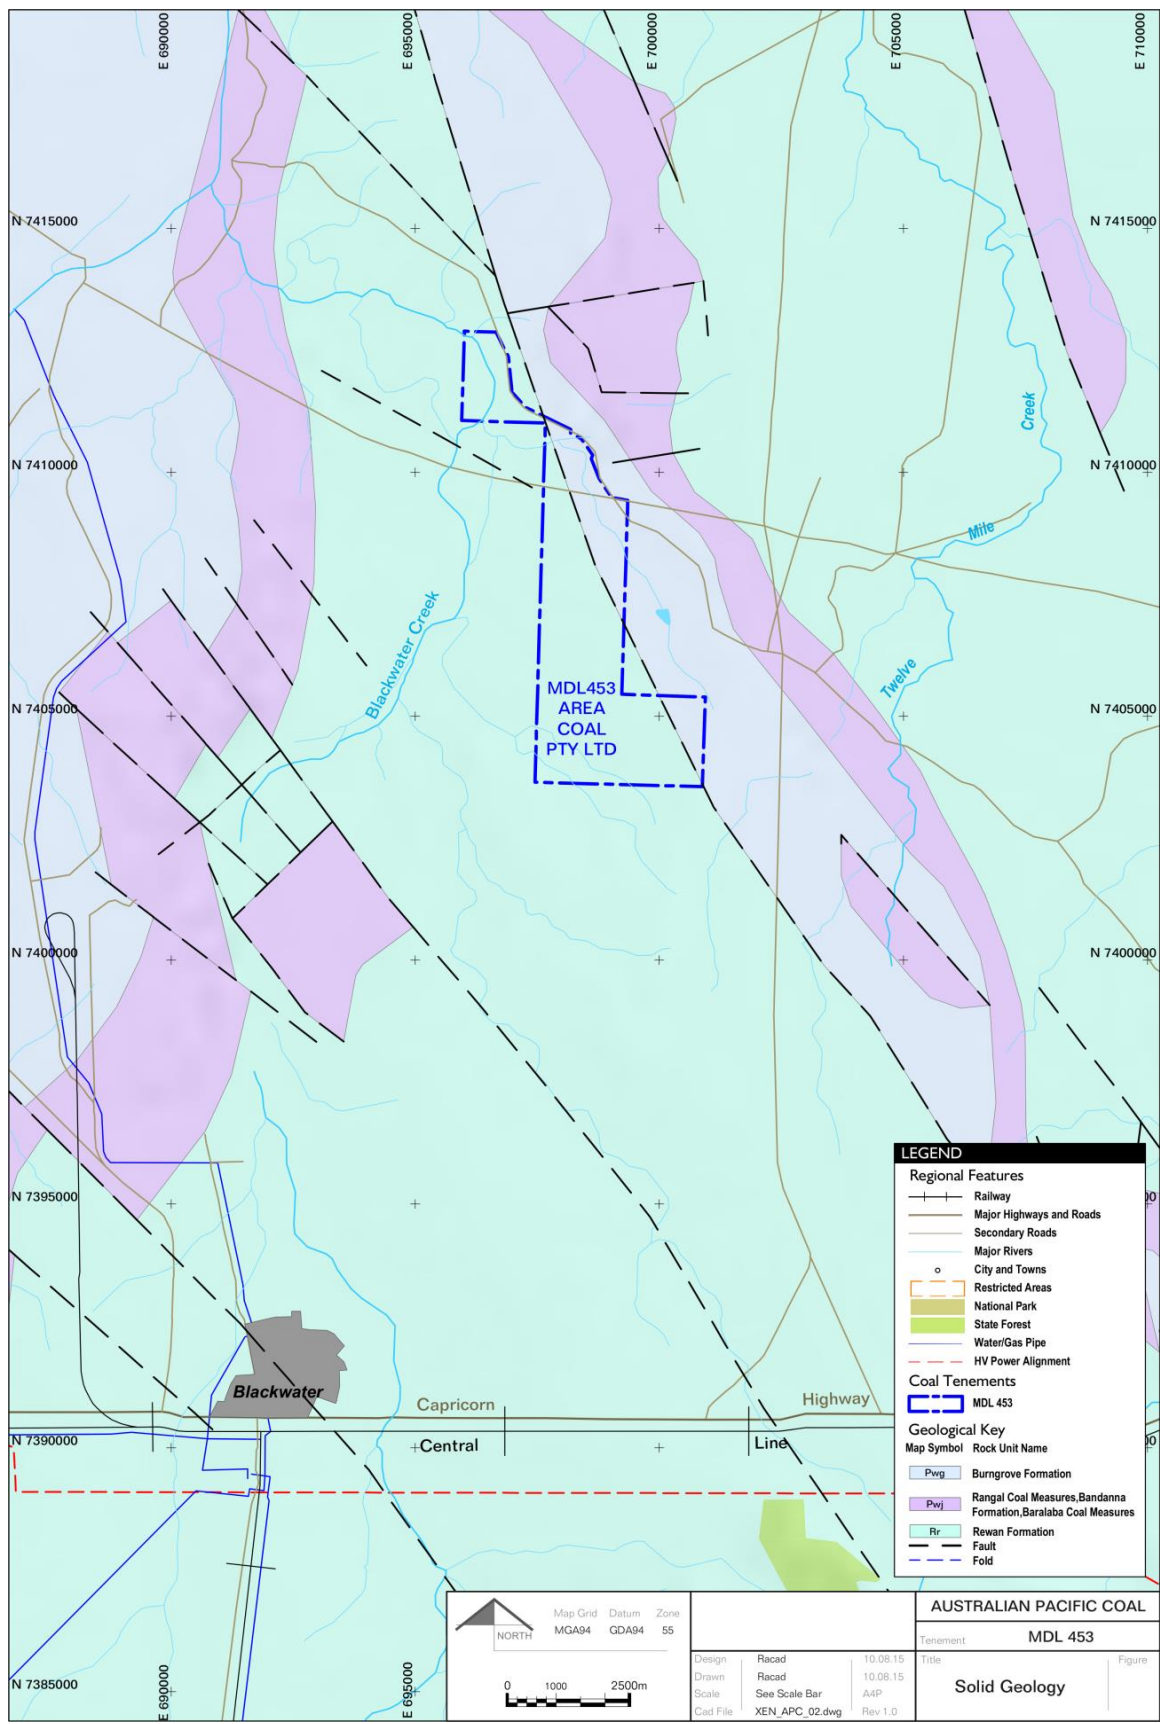 E 690000
E 695000
E 700000
E 705000
E 710000
N 7415000
N 7415000
Creek
N 7410000
N 7410000
Mile
Blackwater Creek
Twelve
MDL453
AREA
COAL
PTY LTD
N 7405000
N 7405000
N 7400000
N 7400000
N 7395000
00
LEGEND
Regional Features
Railway
Major Highways and Roads
Secondary Roads
Major Rivers
City and Towns
Restricted Areas
National Park
State Forest
Water/Gas Pipe
HV Power Alignment
Coal Tenements
MDL 453
Geological Key
Map Symbol Rock Unit Name
Pwg Burngrove Formation
Pwj Rangal Coal Measures,Bandanna
Formation,Baralaba Coal Measures
Rr Rewan Formation
Fault
Fold
Blackwater
Capricorn Highway
Central Line
N 7390000
00
N 7385000
E 690000
E 695000
NORTH
Map Grid Datum Zone
MGA94 GDA94 55
0 1000 2500m
Design Racad 10.08.15
Drawn Racad 10.08.15
Scale See Scale Bar A4P
Cad File XEN_APC_02.dwg Rev 1.0
AUSTRALIAN PACIFIC COAL
Tenement MDL 453
Title Figure
Solid Geology